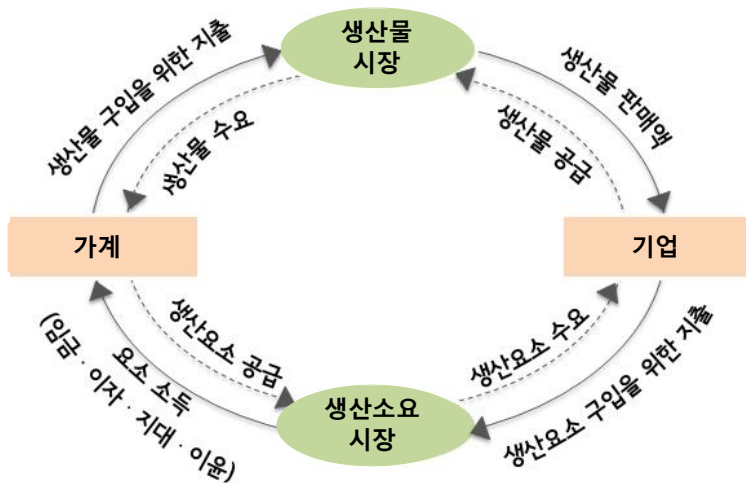 생산물
시장
생산물 구입을 위한 지출
생산물 판매액
생산물 수요
생산물 공급
가계
기업
생산요소 공급
생산요소 수요
요소 소득
(임금 · 이자 · 지대 · 이윤)
생산요소 구입을 위한 지출
생산소요
시장